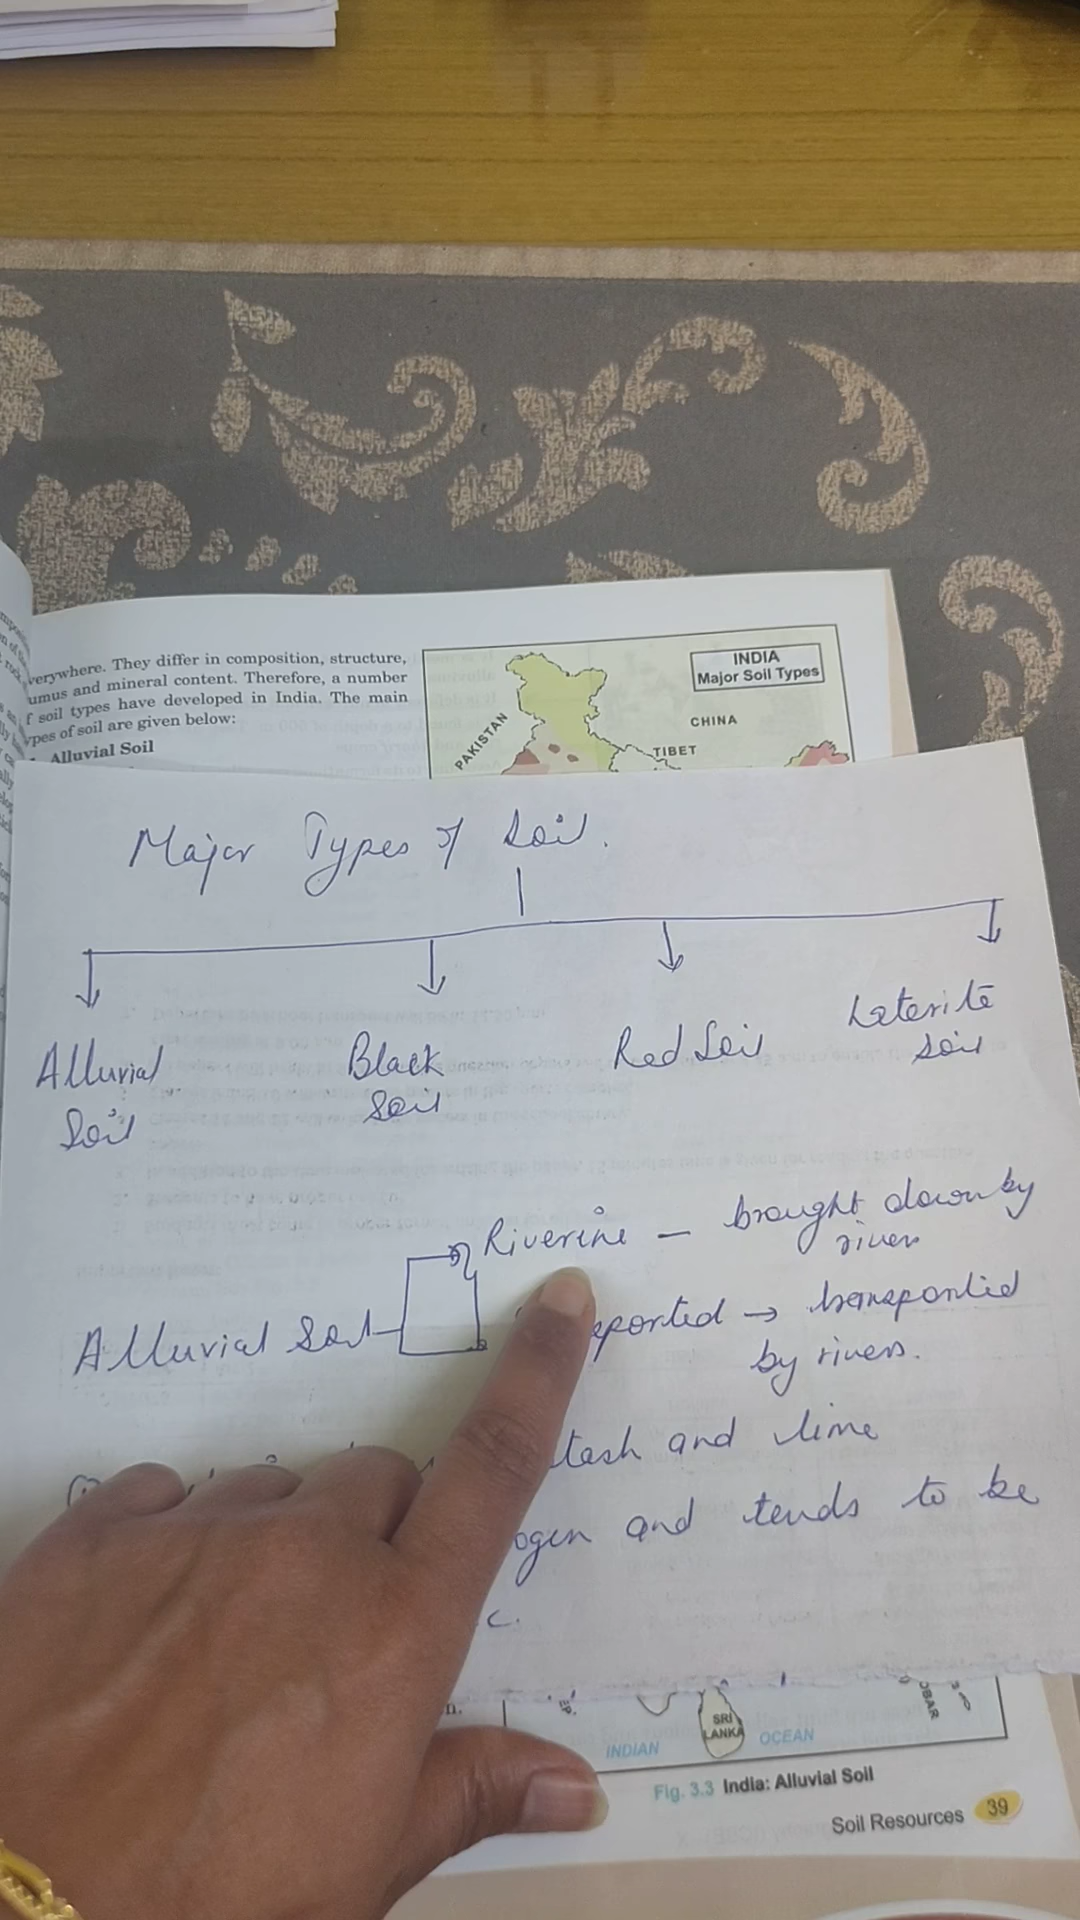 verywhere. They differ in composition, structure,
umus and mineral content. Therefore, a number
f soil types have developed in India. The main
ypes of soil are given below:
Alluvial Soil
INDIA
Major Soil Types
CHINA
PAKISTAN
TIBET
Major Types of Soil.
Alluvial
Soil
Black
Soil
Red Soil
Laterite
Soil
Riverine — brought down by
rivers
Alluvial Soil
ported → transported
by rivers.
tash and lime
ogen and tends to be
c.
n.
SRI
LANKA
INDIAN
OCEAN
Fig. 3.3 India: Alluvial Soil
Soil Resources 39